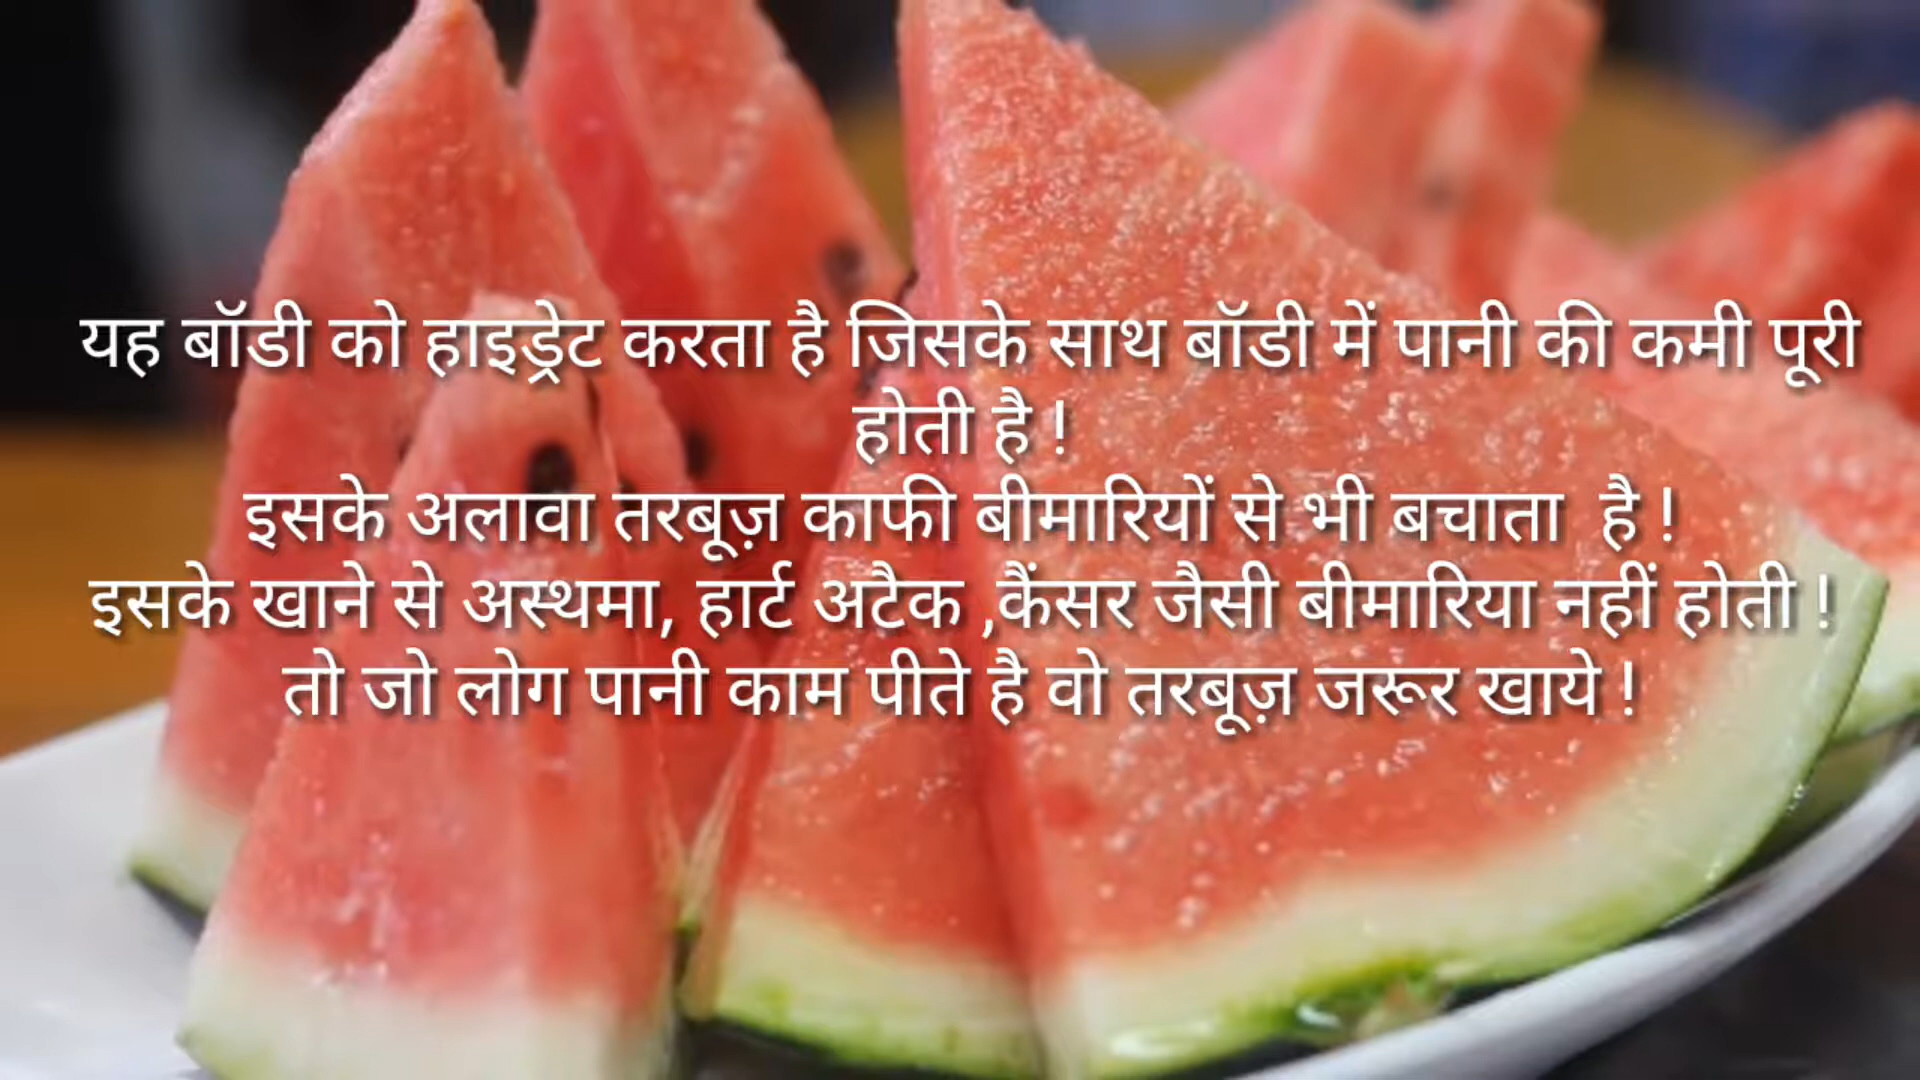 यह बॉडी को हाइड्रेट करता है जिसके साथ बॉडी में पानी की कमी पूरी
होती है !
इसके अलावा तरबूज़ काफी बीमारियों से भी बचाता  है !
इसके खाने से अस्थमा, हार्ट अटैक ,कैंसर जैसी बीमारिया नहीं होती !
तो जो लोग पानी काम पीते है वो तरबूज़ जरूर खाये !